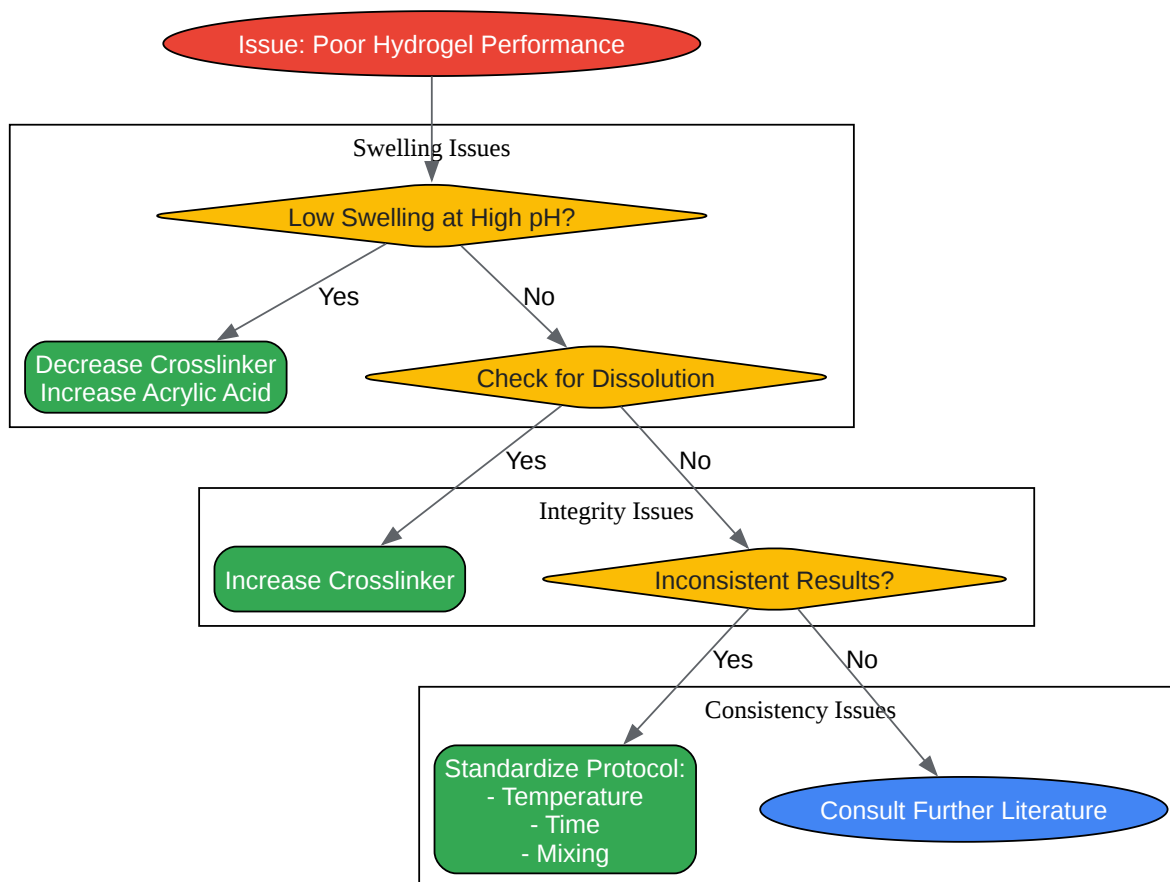 Issue: Poor Hydrogel Performance
Swelling Issues
Low Swelling at High pH?
Yes
No
Decrease Crosslinker
Increase Acrylic Acid
Check for Dissolution
Yes
No
Integrity Issues
Increase Crosslinker
Inconsistent Results?
Yes
No
Consistency Issues
Standardize Protocol:
- Temperature
- Time
- Mixing
Consult Further Literature